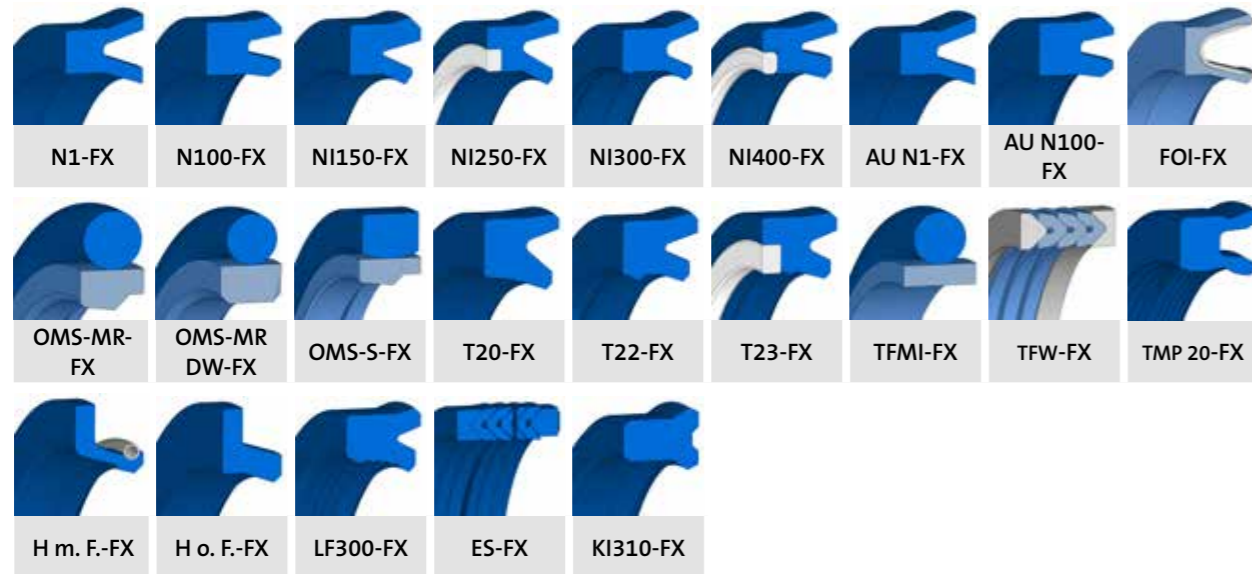 N1-FX
N100-FX
NI150-FX
NI250-FX
NI300-FX
NI400-FX
AU N1-FX
AU N100-
FX
FOI-FX
OMS-MR-
FX
OMS-MR
DW-FX
OMS-S-FX
T20-FX
T22-FX
T23-FX
TFMI-FX
TFW-FX
TMP 20-FX
H m. F.-FX
H o. F.-FX
LF300-FX
ES-FX
KI310-FX